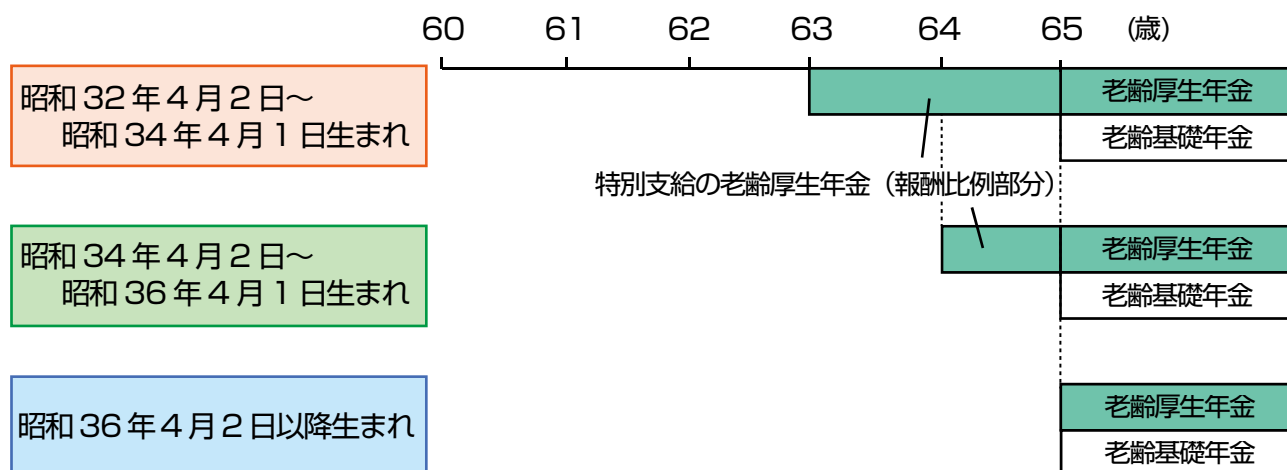 60 61 62 63 64 65 (歳)
昭和32年4月2日～
昭和34年4月1日生まれ
老齢厚生年金
老齢基礎年金
特別支給の老齢厚生年金（報酬比例部分）
昭和34年4月2日～
昭和36年4月1日生まれ
老齢厚生年金
老齢基礎年金
昭和36年4月2日以降生まれ
老齢厚生年金
老齢基礎年金